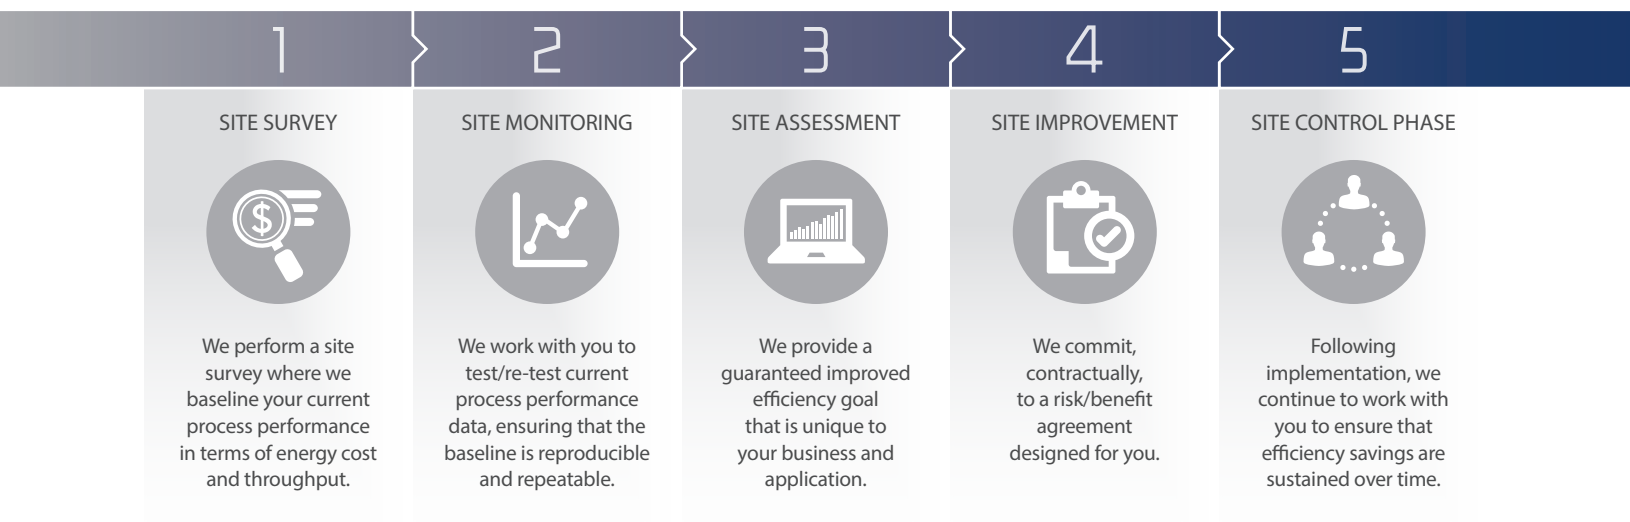 1
2
3
4
5
SITE SURVEY
$
We perform a site
survey where we
baseline your current
process performance
in terms of energy cost
and throughput.
SITE MONITORING
We work with you to
test/re-test current
process performance
data, ensuring that the
baseline is reproducible
and repeatable.
SITE ASSESSMENT
We provide a
guaranteed improved
efficiency goal
that is unique to
your business and
application.
SITE IMPROVEMENT
We commit,
contractually,
to a risk/benefit
agreement
designed for you.
SITE CONTROL PHASE
Following
implementation, we
continue to work with
you to ensure that
efficiency savings are
sustained over time.